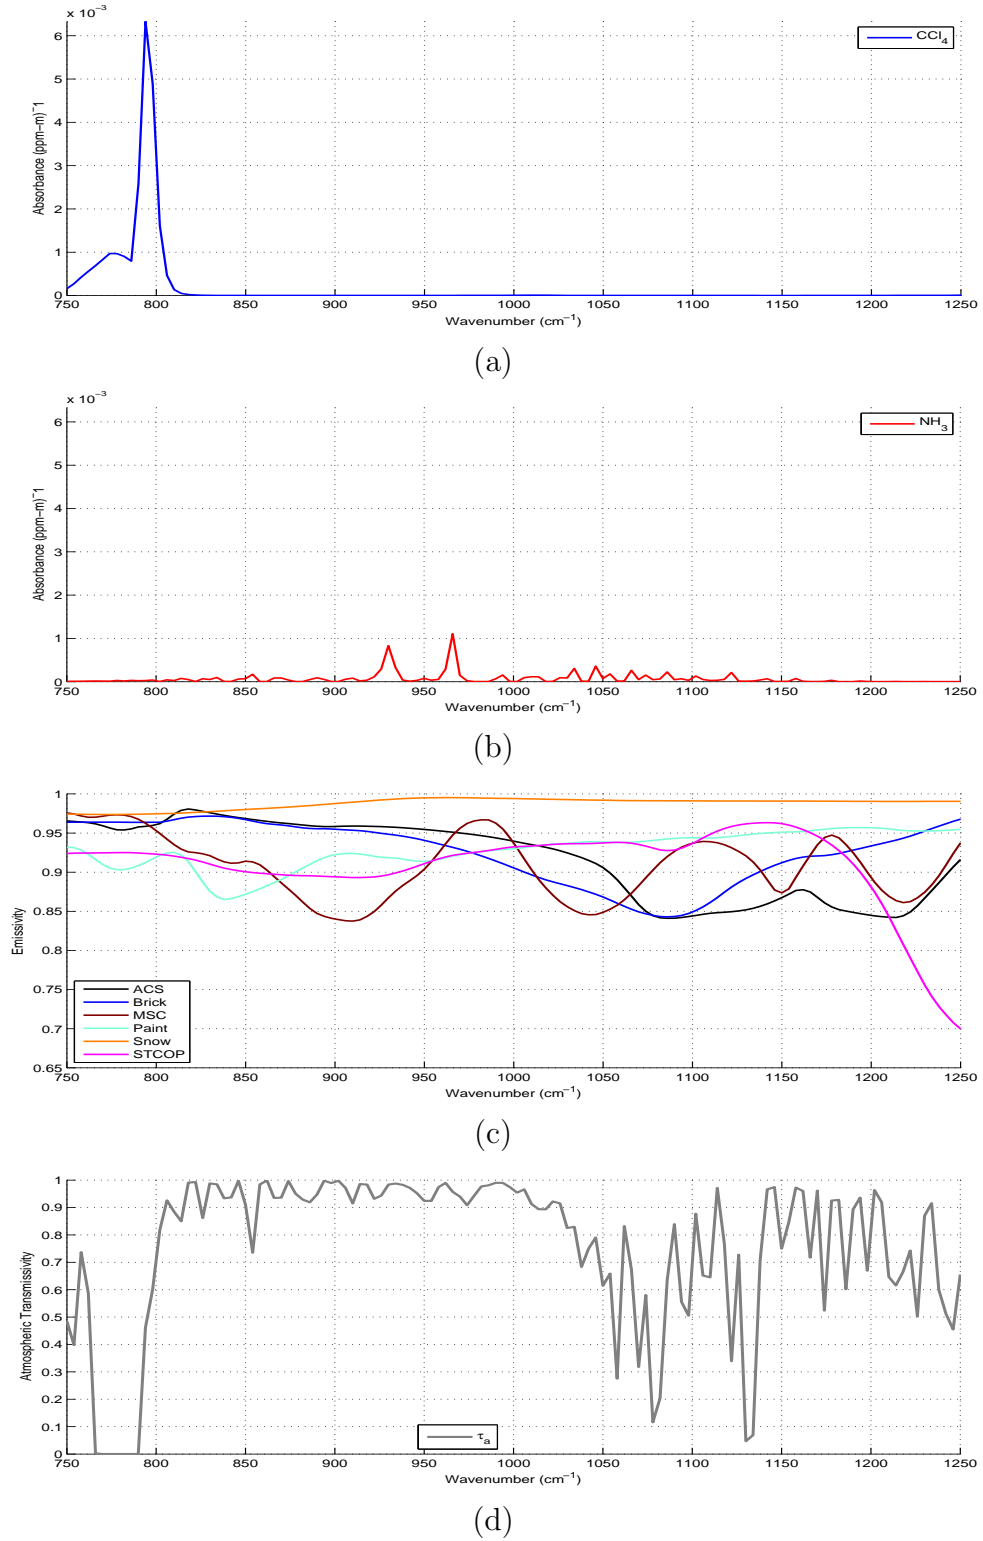 x 10⁻³
6
5
4
3
2
1
0
Absorbance (ppm−m)⁻1
CCl₄
750 800 850 900 950 1000 1050 1100 1150 1200 1250
Wavenumber (cm⁻¹)
(a)
x 10⁻³
6
5
4
3
2
1
0
Absorbance (ppm−m)⁻1
NH₃
750 800 850 900 950 1000 1050 1100 1150 1200 1250
Wavenumber (cm⁻¹)
(b)
1
0.95
0.9
0.85
0.8
0.75
0.7
0.65
Emissivity
ACS
Brick
MSC
Paint
Snow
STCOP
750 800 850 900 950 1000 1050 1100 1150 1200 1250
Wavenumber (cm⁻¹)
(c)
1
0.9
0.8
0.7
0.6
0.5
0.4
0.3
0.2
0.1
0
Atmospheric Transmissivity
τₐ
750 800 850 900 950 1000 1050 1100 1150 1200 1250
Wavenumber (cm⁻¹)
(d)